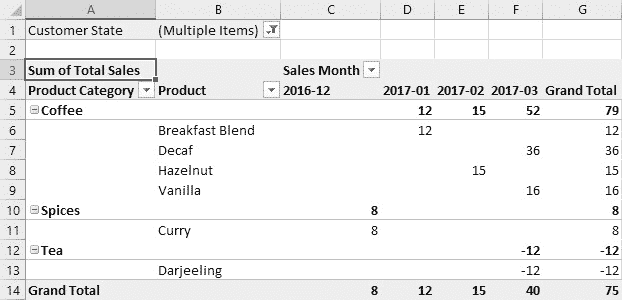 A B C D E F G
1 Customer State (Multiple Items)
2
3 Sum of Total Sales Sales Month
4 Product Category Product 2016-12 2017-01 2017-02 2017-03 Grand Total
5 Coffee 12 15 52 79
6 Breakfast Blend 12 12
7 Decaf 36 36
8 Hazelnut 15 15
9 Vanilla 16 16
10 Spices 8 8
11 Curry 8 8
12 Tea -12 -12
13 Darjeeling -12 -12
14 Grand Total 8 12 15 40 75